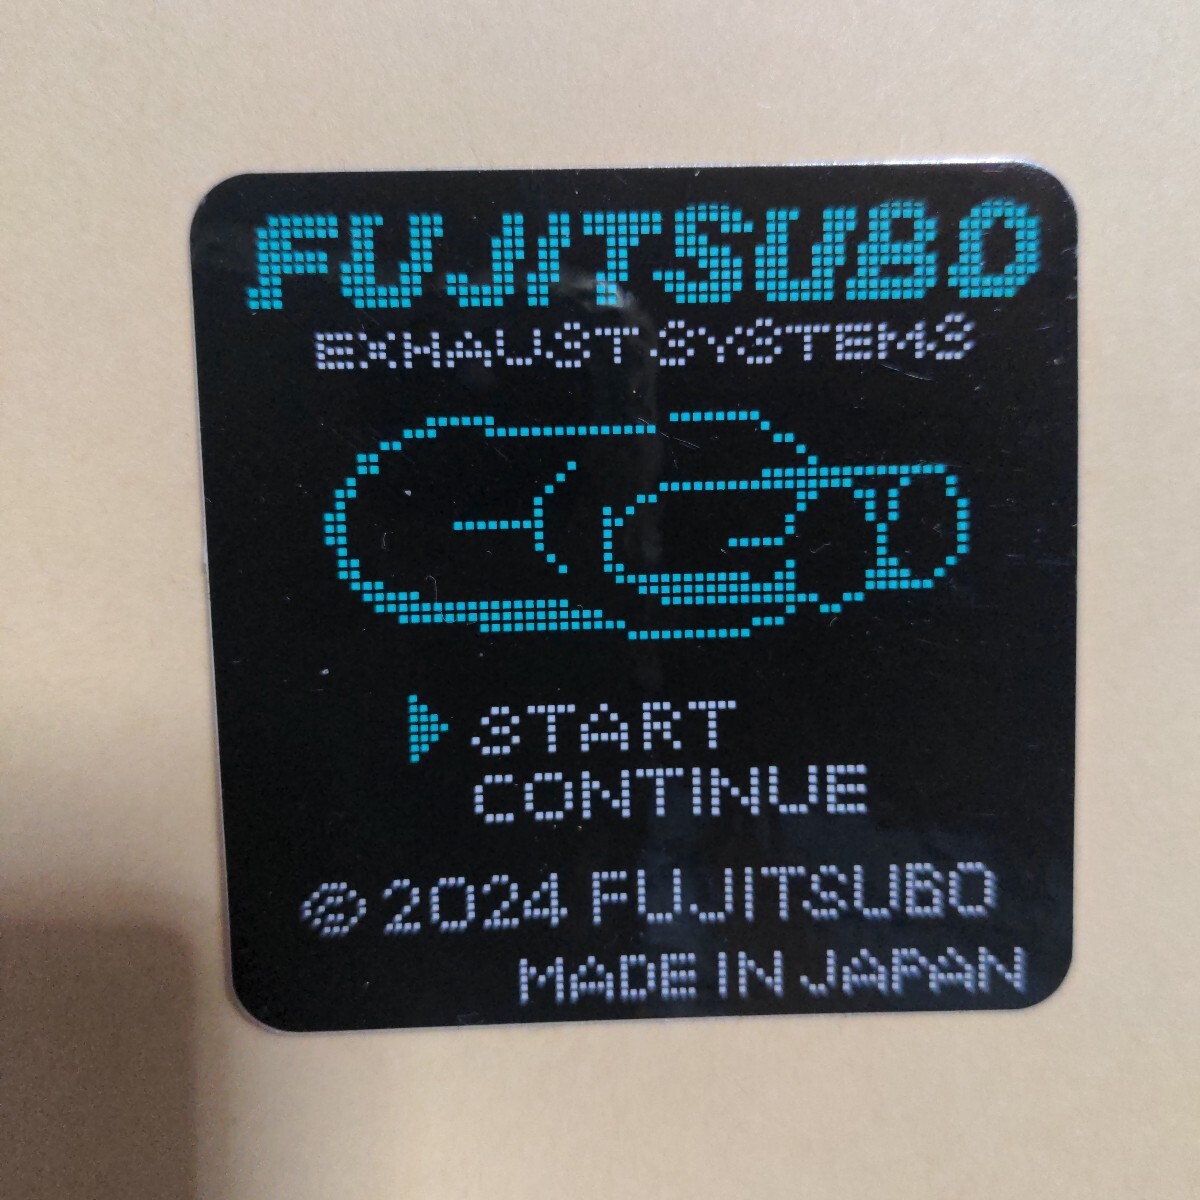 FUJITSUBO
EXHAUST SYSTEMS
START
CONTINUE
© 2024 FUJITSUBO
MADE IN JAPAN